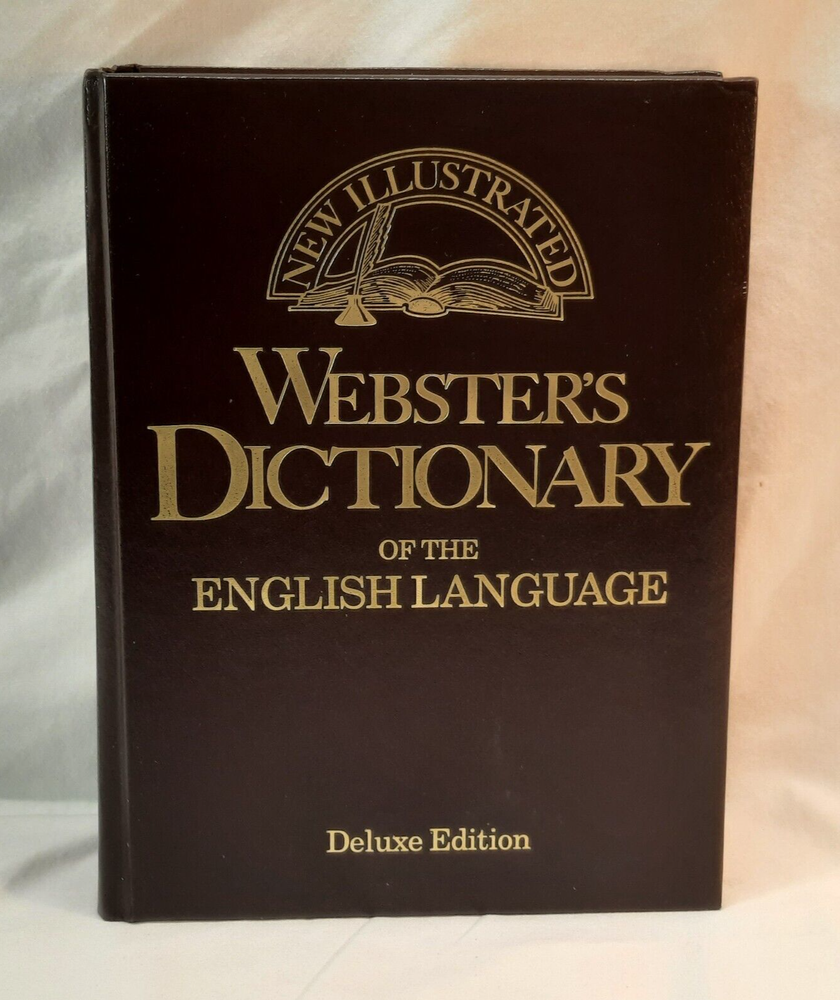 NEW ILLUSTRATED
WEBSTER'S
DICTIONARY
OF THE
ENGLISH LANGUAGE
Deluxe Edition